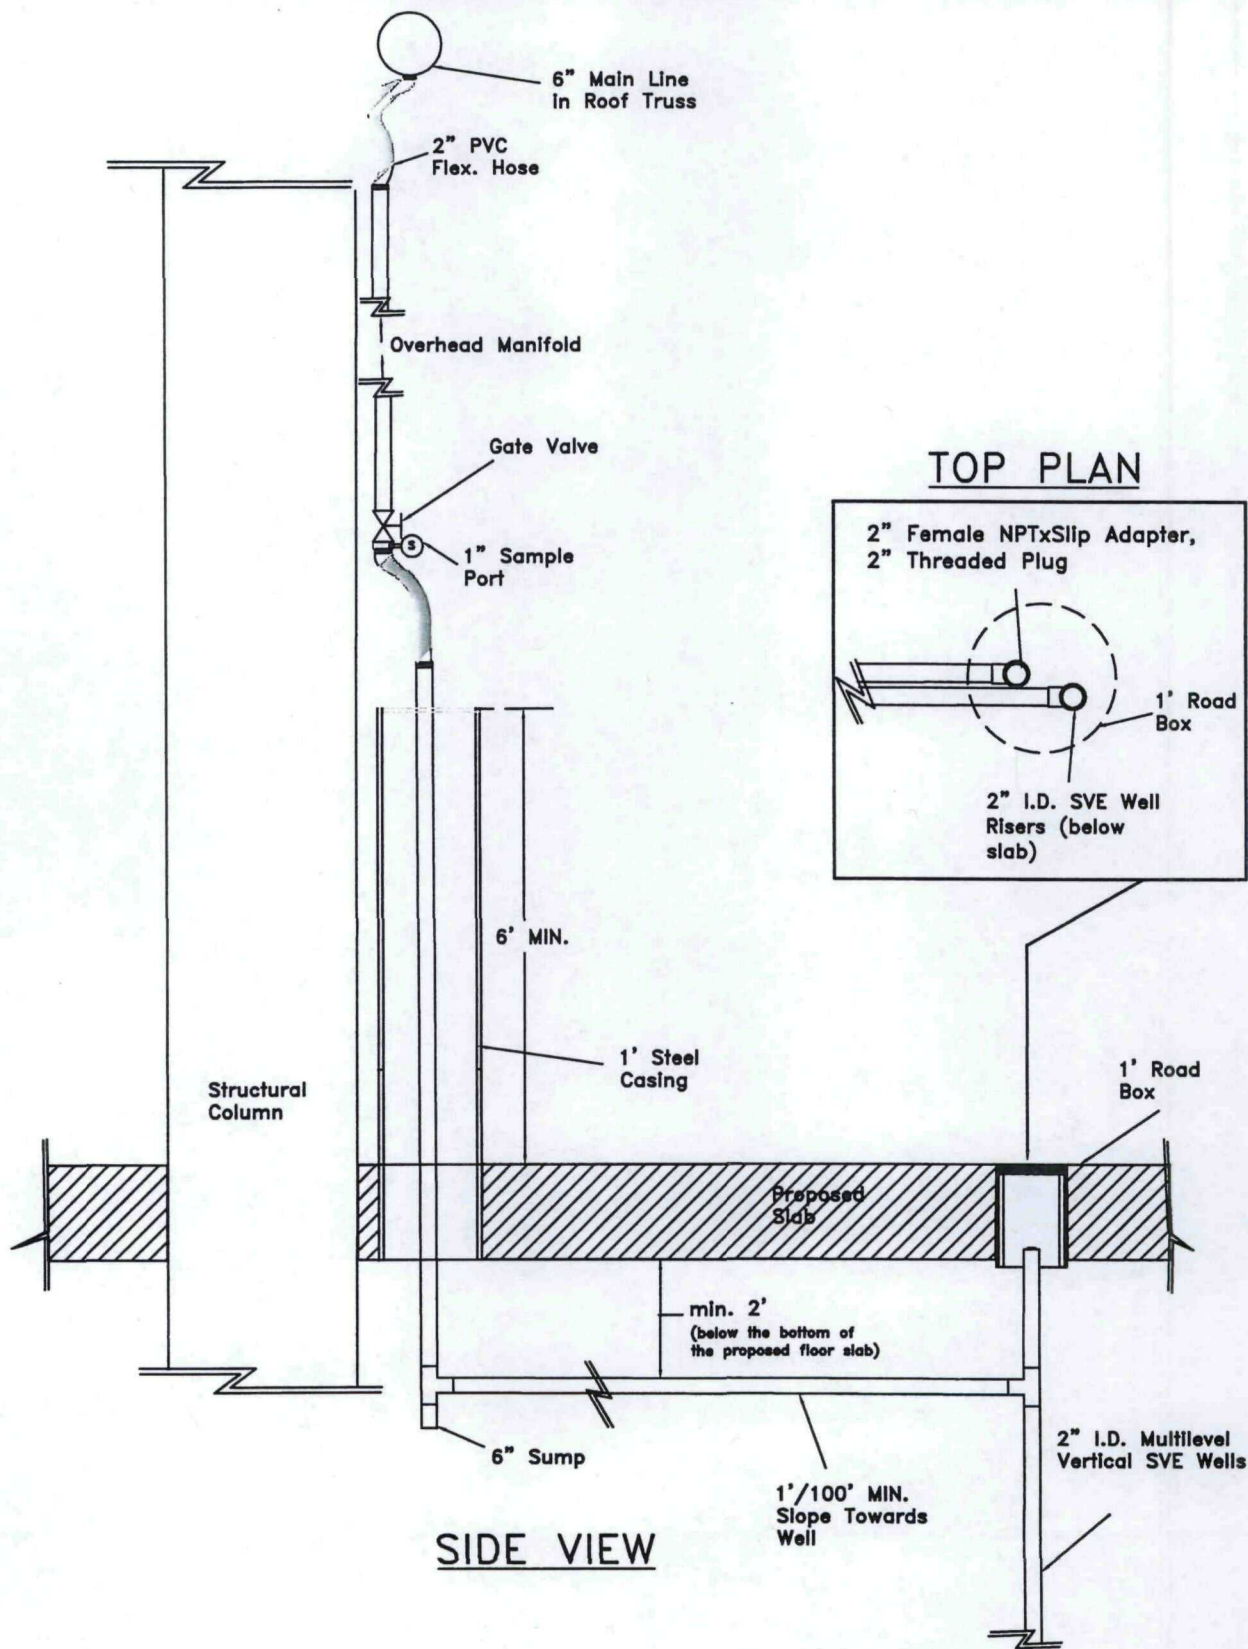 6" Main Line
in Roof Truss
2" PVC
Flex. Hose
Overhead Manifold
Gate Valve
S
1" Sample
Port
TOP PLAN
2" Female NPTxSlip Adapter,
2" Threaded Plug
1' Road
Box
2" I.D. SVE Well
Risers (below
slab)
6' MIN.
1' Steel
Casing
1' Road
Box
Structural
Column
Proposed
Slab
min. 2'
(below the bottom of
the proposed floor slab)
6" Sump
1'/100' MIN.
Slope Towards
Well
2" I.D. Multilevel
Vertical SVE Wells
SIDE VIEW